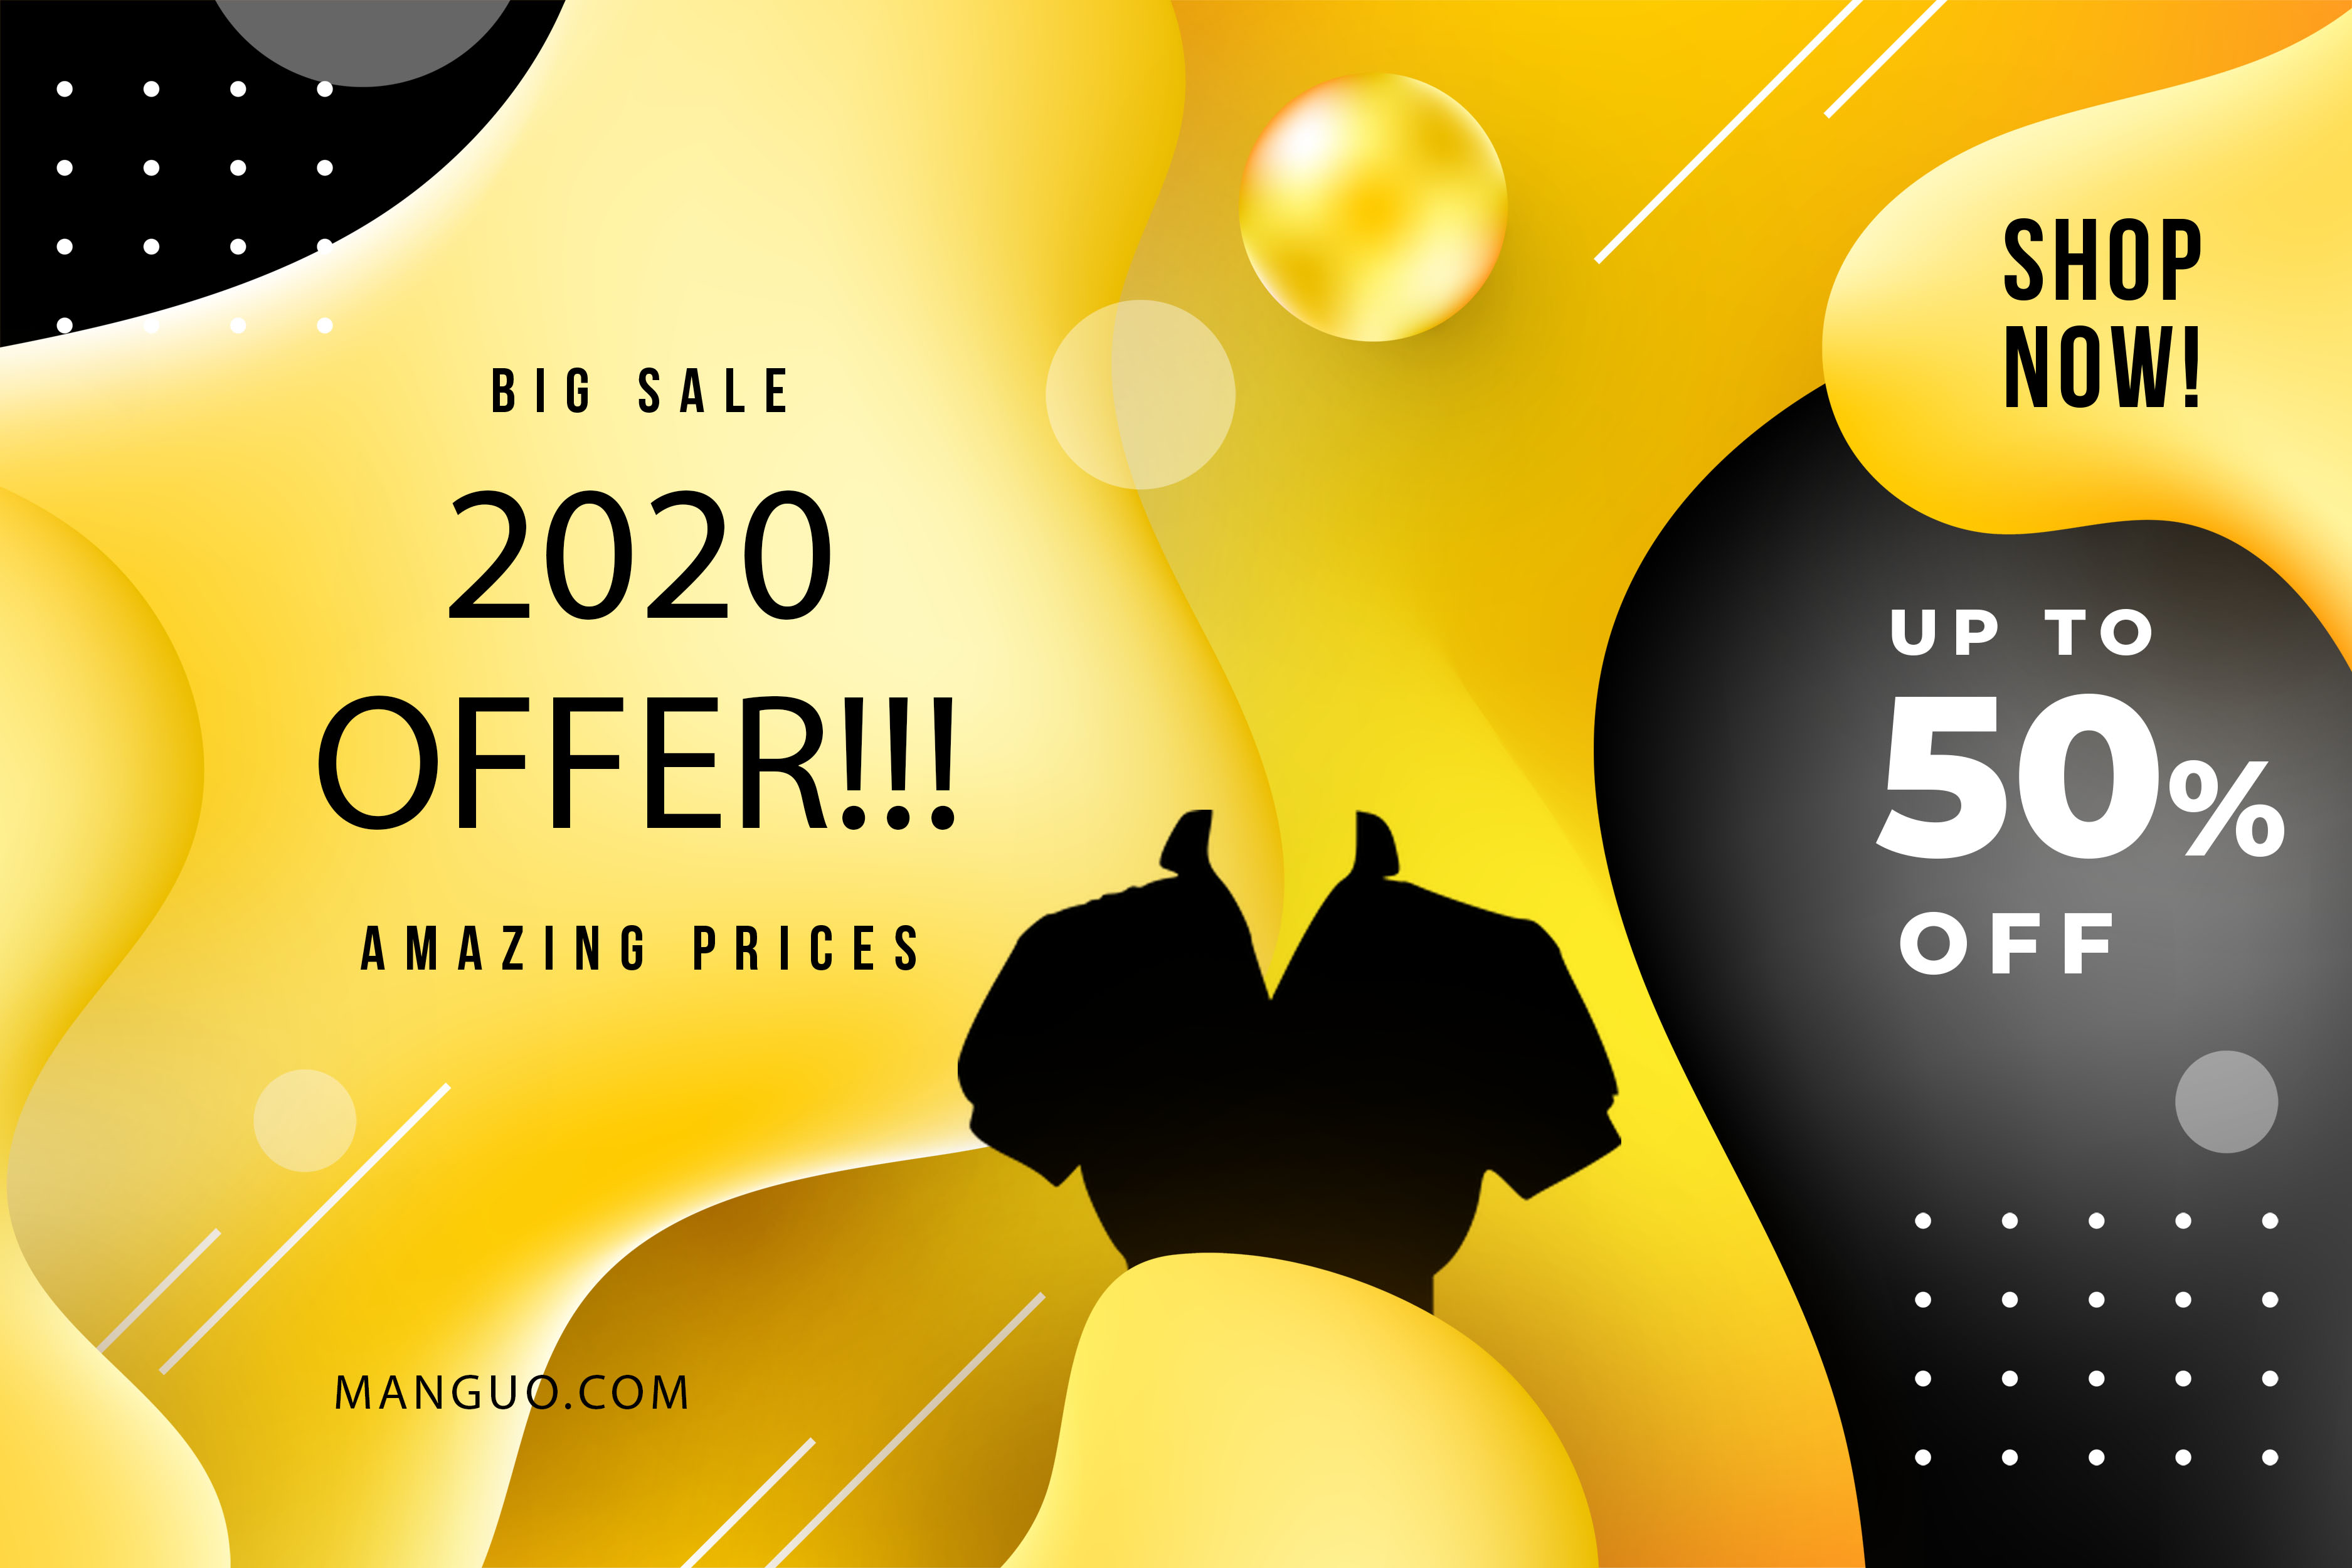 BIG SALE
2020
OFFER!!!
AMAZING PRICES
MANGUO.COM
SHOP
NOW!
UP TO
50%
OFF